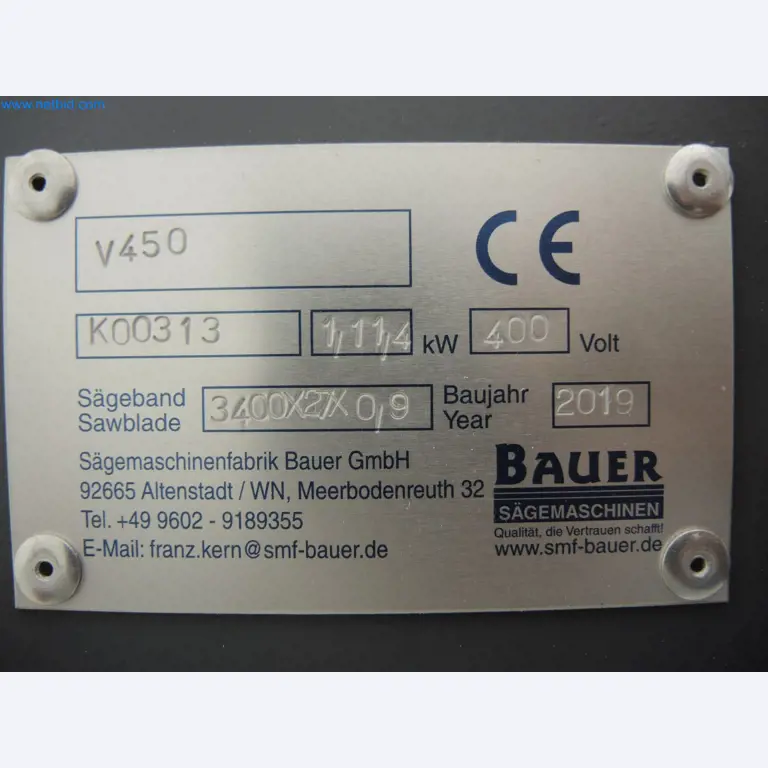 www.netbid.com
V450
CE
K00313 1,11,4 kW 400 Volt
Sägeband
Sawblade 3400X27X0,9
Baujahr
Year 2019
Sägemaschinenfabrik Bauer GmbH
92665 Altenstadt / WN, Meerbodenreuth 32
Tel. +49 9602 - 9189355
E-Mail: franz.kern@smf-bauer.de
BAUER
SÄGEMASCHINEN
Qualität, die Vertrauen schafft!
www.smf-bauer.de